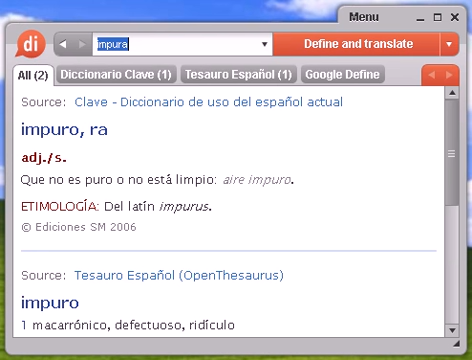 Menu
di
impura
Define and translate
All (2)
Diccionario Clave (1)
Tesauro Español (1)
Google Define
Source: Clave - Diccionario de uso del español actual
impuro, ra
adj./s.
Que no es puro o no está limpio: aire impuro.
ETIMOLOGÍA: Del latín impurus.
© Ediciones SM 2006
Source: Tesauro Español (OpenThesaurus)
impuro
1 macarrónico, defectuoso, ridículo